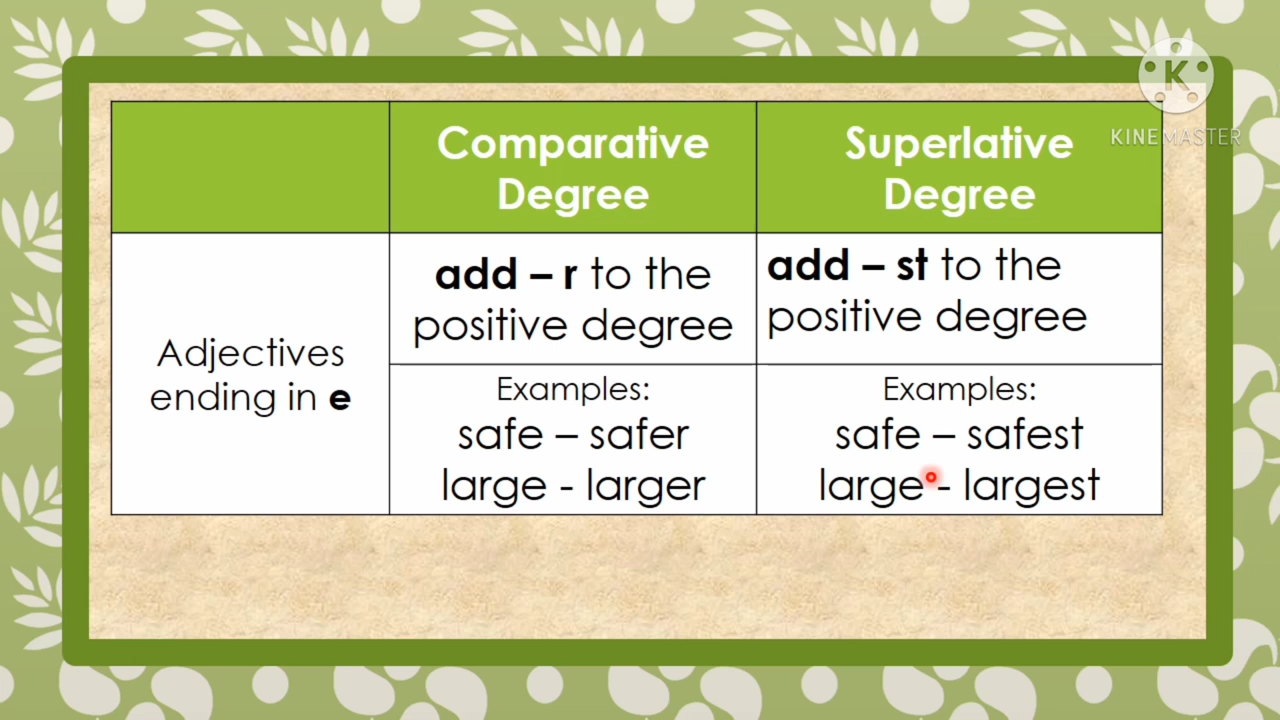 Comparative
Degree
Superlative
Degree
K
KINEMASTER
Adjectives
ending in e
add – r to the
positive degree
add – st to the
positive degree
Examples:
safe – safer
large - larger
Examples:
safe – safest
large - largest